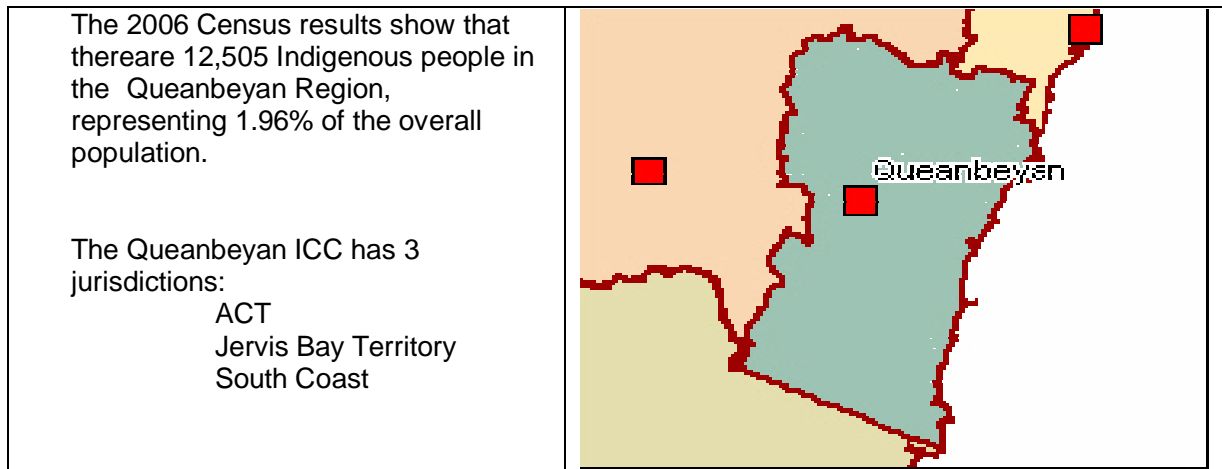 The 2006 Census results show that
thereare 12,505 Indigenous people in
the Queanbeyan Region,
representing 1.96% of the overall
population.
The Queanbeyan ICC has 3
jurisdictions:
ACT
Jervis Bay Territory
South Coast
Queanbeyan